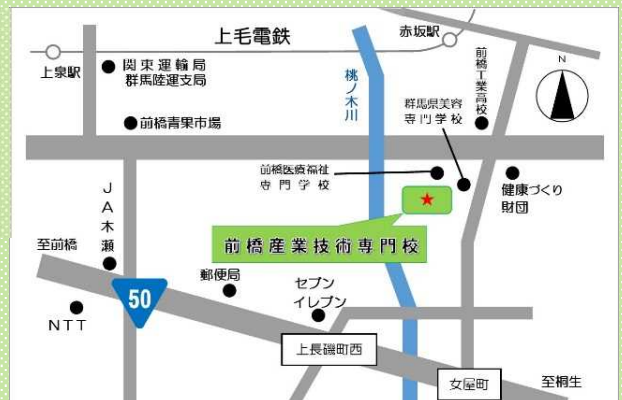 上毛電鉄
赤坂駅
上泉駅
関東運輸局
群馬陸運支局
桃ノ木川
前橋工業高校
N
群馬県美容
専門学校
前橋青果市場
前橋医療福祉
専門学校
健康づくり
財団
JA木瀬
前橋産業技術専門校
至前橋
50
郵便局
セブン
イレブン
NTT
上長磯町西
女屋町
至桐生